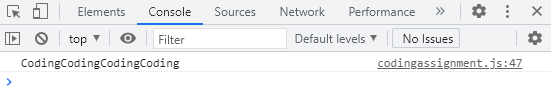 Elements Console Sources Network Performance
top Filter Default levels No Issues
CodingCodingCodingCoding codingassignment.js:47